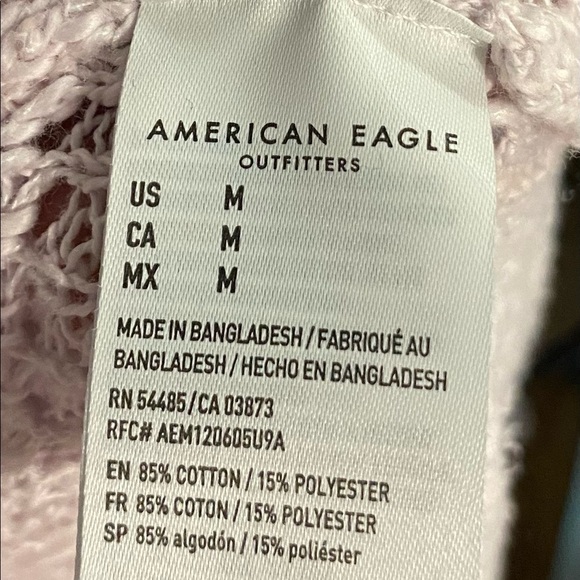 AMERICAN EAGLE
OUTFITTERS
US M
CA M
MX M
MADE IN BANGLADESH / FABRIQUÉ AU
BANGLADESH / HECHO EN BANGLADESH
RN 54485/CA 03873
RFC# AEM120605U9A
EN 85% COTTON / 15% POLYESTER
FR 85% COTON / 15% POLYESTER
SP 85% algodón / 15% poliéster